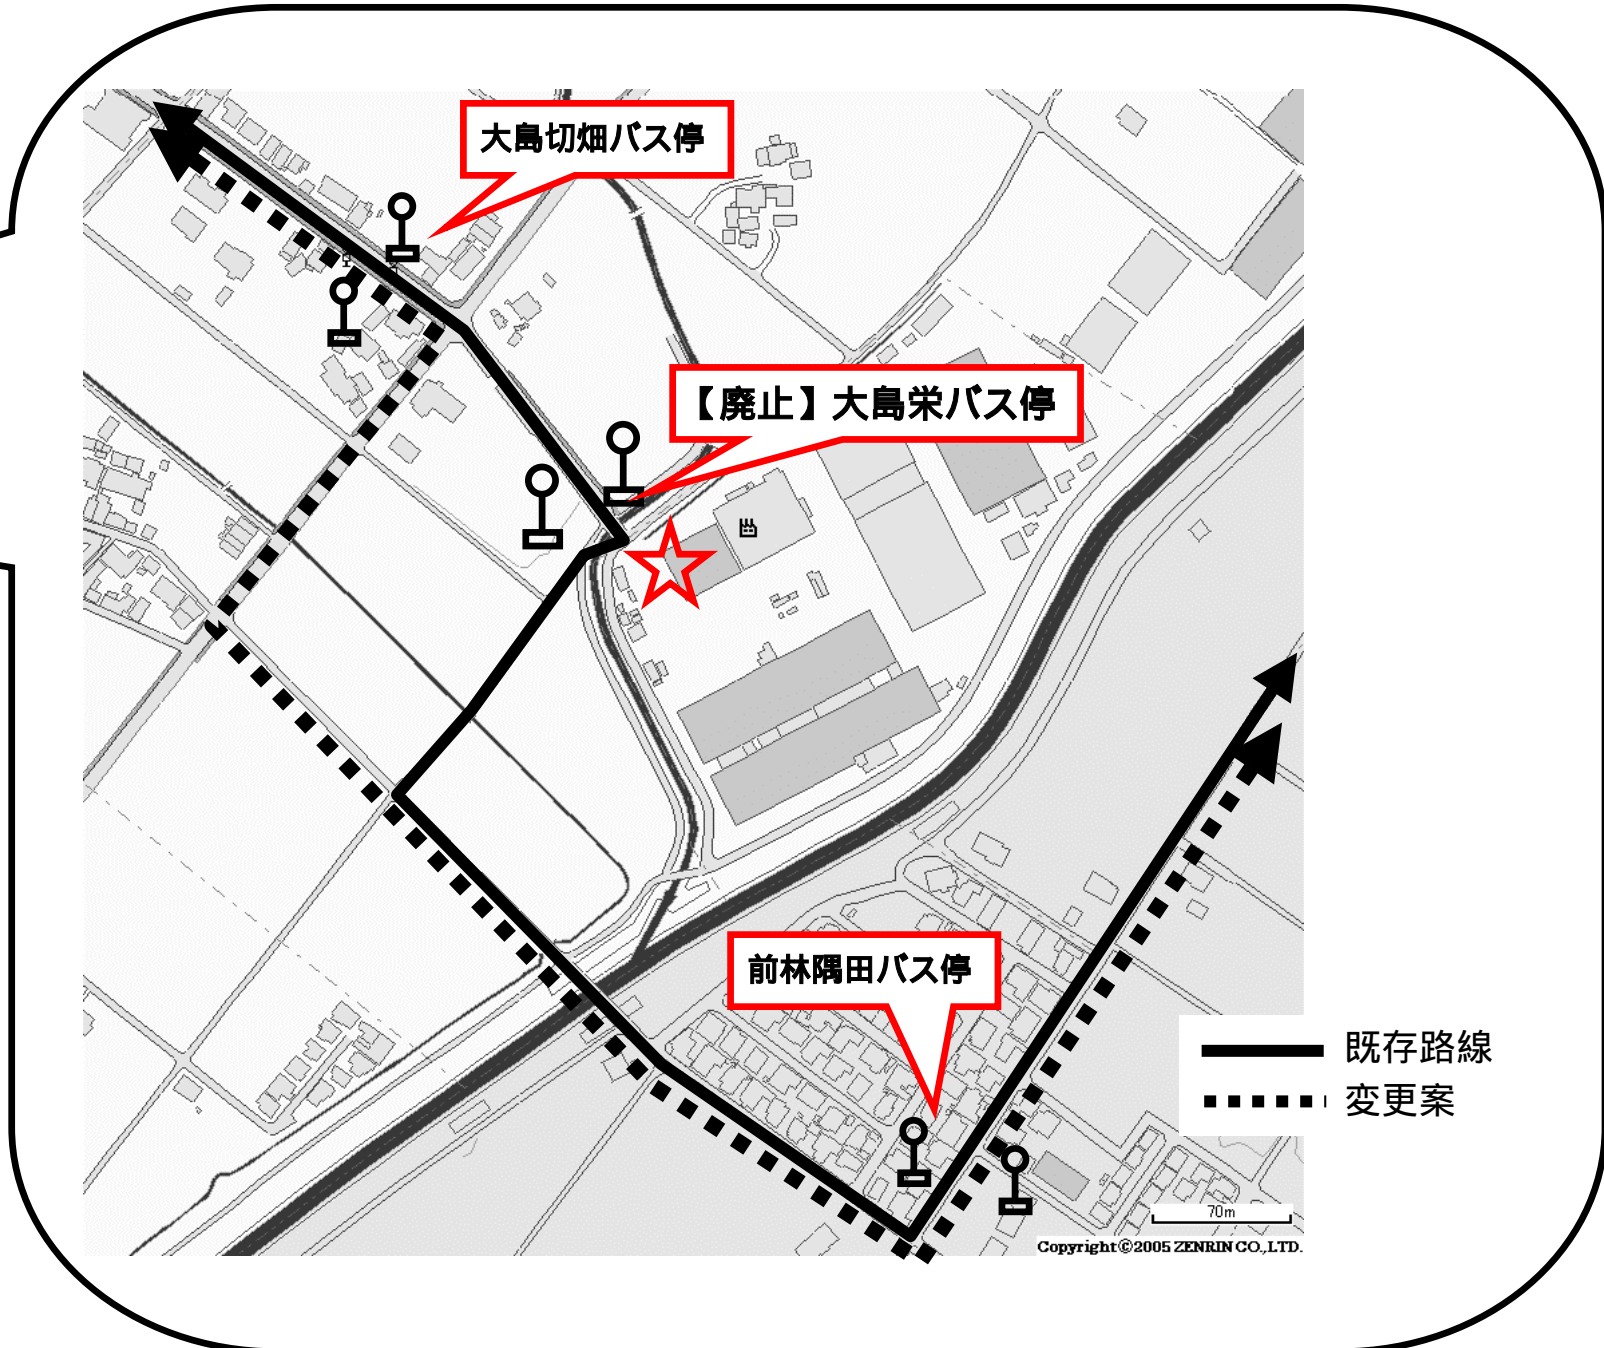 大島切畑バス停
【廃止】大島栄バス停
前林隅田バス停
既存路線
変更案
70m
Copyright©2005 ZENRIN CO.,LTD.